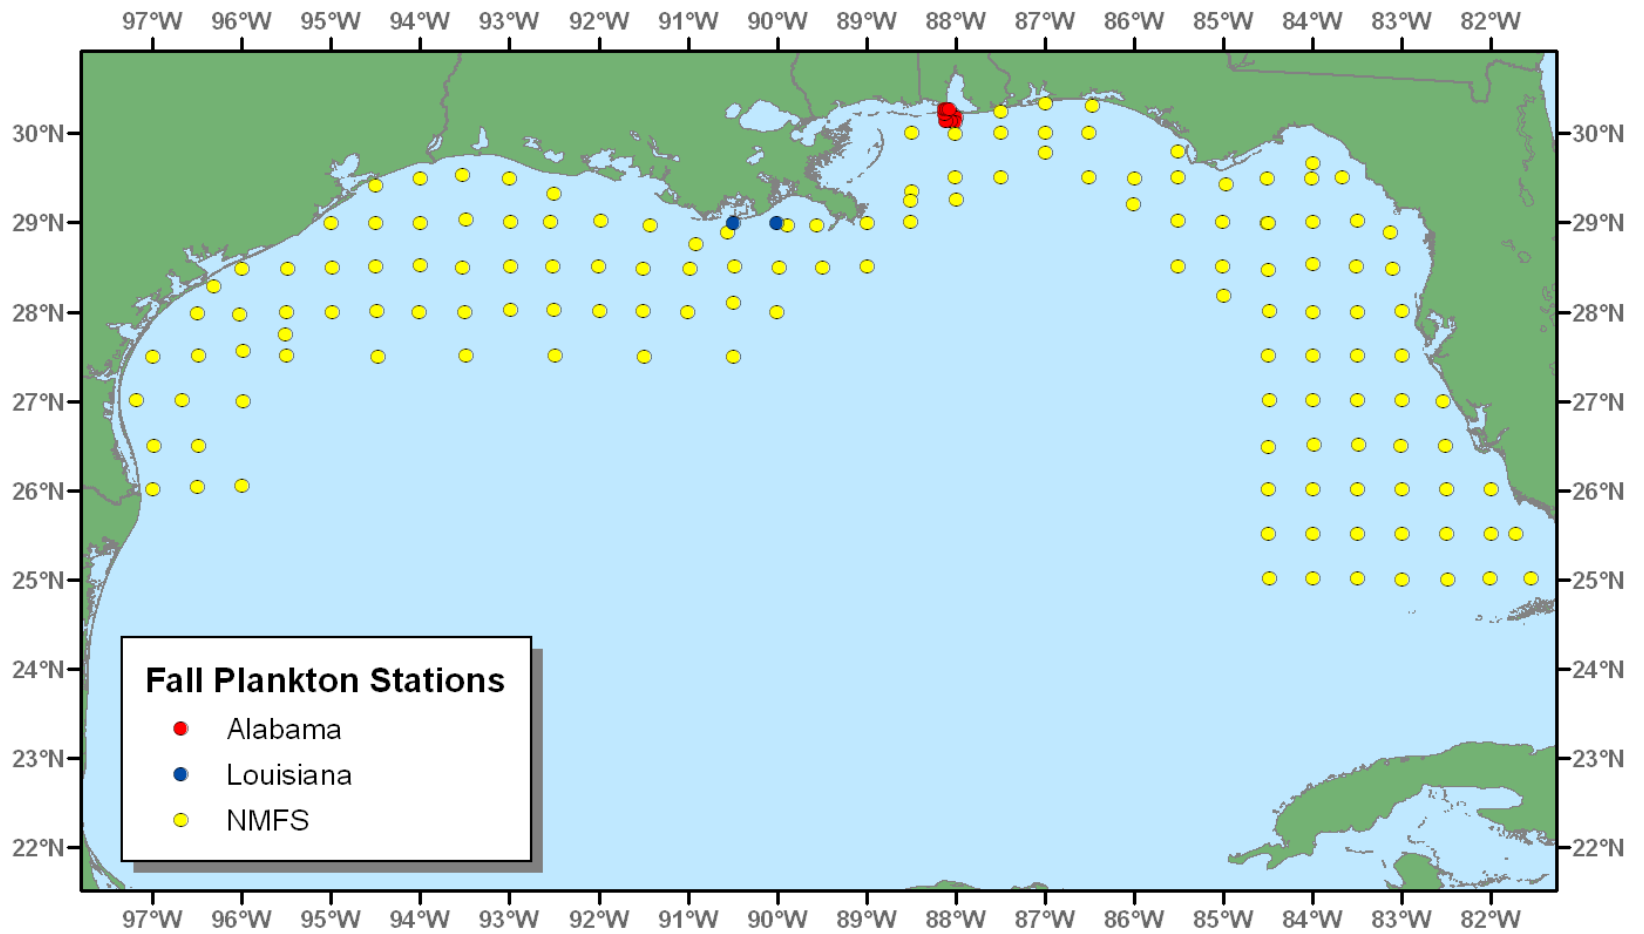 97°W 96°W 95°W 94°W 93°W 92°W 91°W 90°W 89°W 88°W 87°W 86°W 85°W 84°W 83°W 82°W
30°N 30°N
29°N 29°N
28°N 28°N
27°N 27°N
26°N 26°N
25°N 25°N
24°N 24°N
23°N 23°N
22°N 22°N
Fall Plankton Stations
Alabama
Louisiana
NMFS
97°W 96°W 95°W 94°W 93°W 92°W 91°W 90°W 89°W 88°W 87°W 86°W 85°W 84°W 83°W 82°W